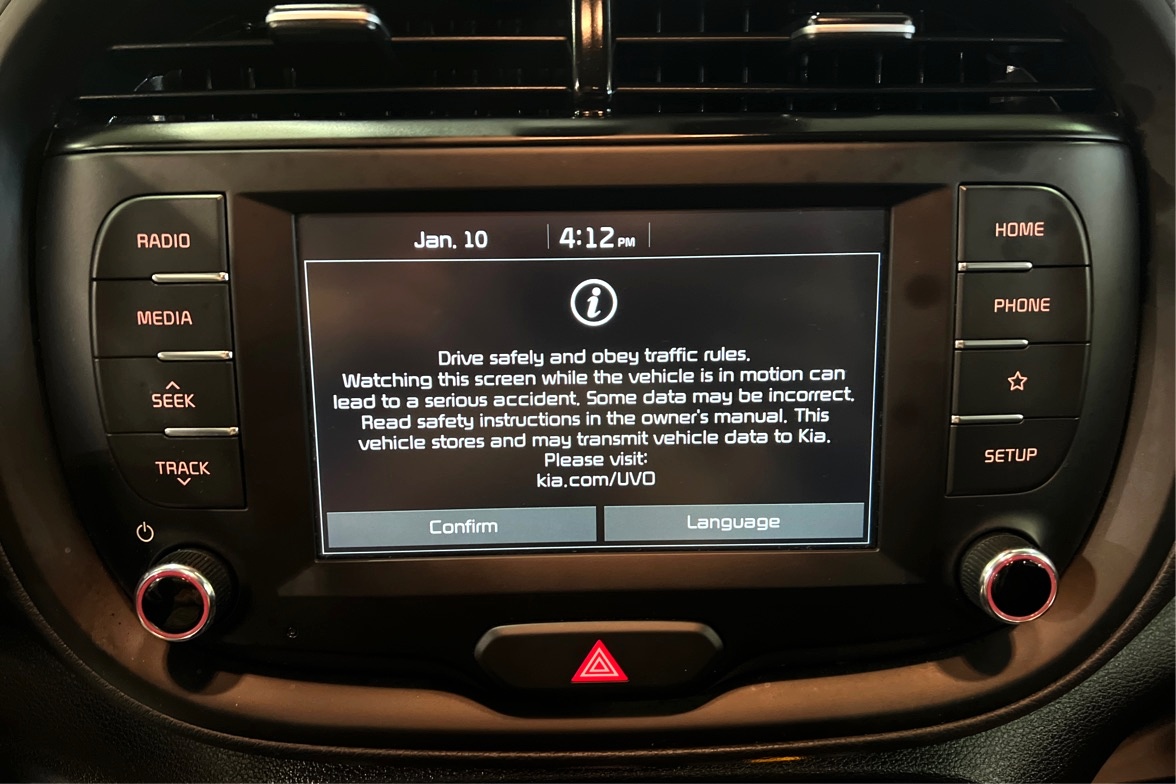 Jan. 10 4:12 PM
RADIO
MEDIA
SEEK
TRACK
Drive safely and obey traffic rules.
Watching this screen while the vehicle is in motion can
lead to a serious accident. Some data may be incorrect.
Read safety instructions in the owner's manual. This
vehicle stores and may transmit vehicle data to Kia.
Please visit:
kia.com/UVO
Confirm
Language
HOME
PHONE
SETUP